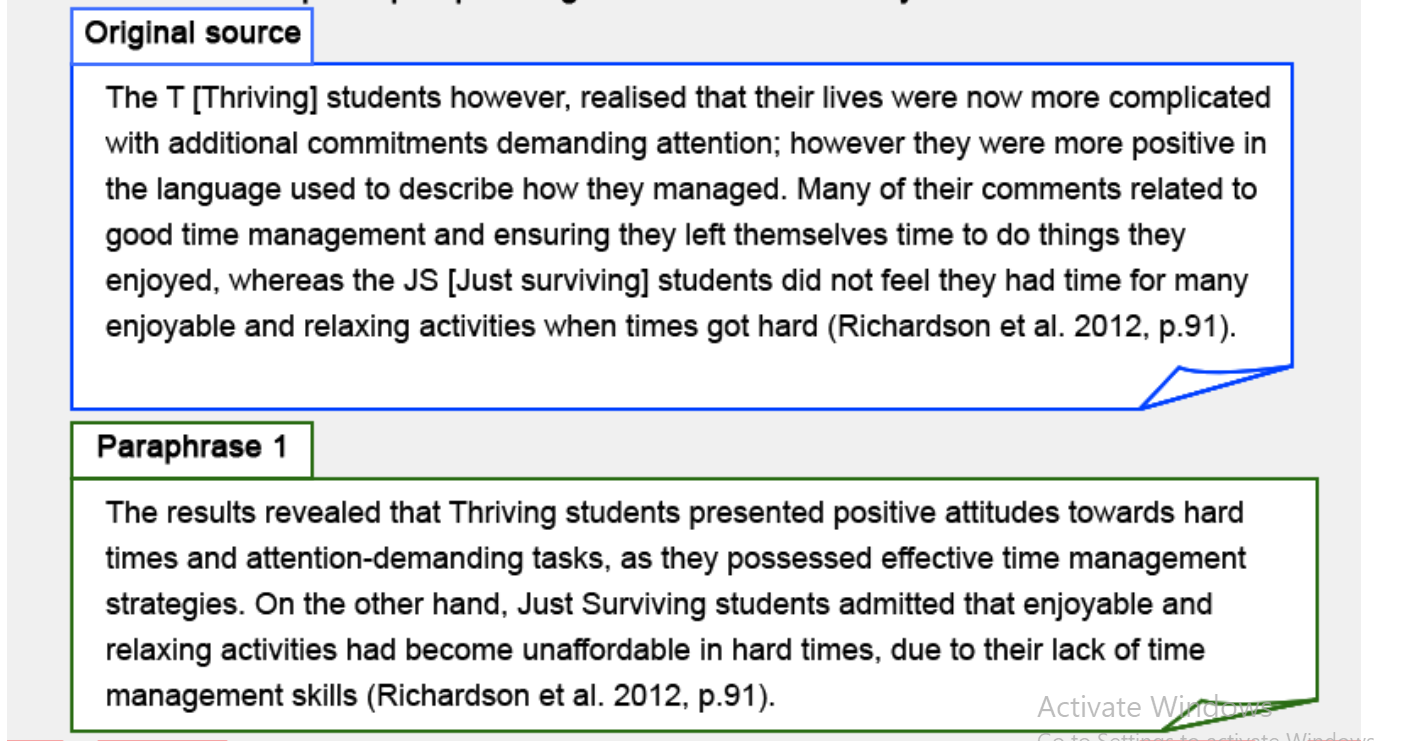 Original source
The T [Thriving] students however, realised that their lives were now more complicated
with additional commitments demanding attention; however they were more positive in
the language used to describe how they managed. Many of their comments related to
good time management and ensuring they left themselves time to do things they
enjoyed, whereas the JS [Just surviving] students did not feel they had time for many
enjoyable and relaxing activities when times got hard (Richardson et al. 2012, p.91).
Paraphrase 1
The results revealed that Thriving students presented positive attitudes towards hard
times and attention-demanding tasks, as they possessed effective time management
strategies. On the other hand, Just Surviving students admitted that enjoyable and
relaxing activities had become unaffordable in hard times, due to their lack of time
management skills (Richardson et al. 2012, p.91).
Activate Windows
Go to Settings to activate Windows